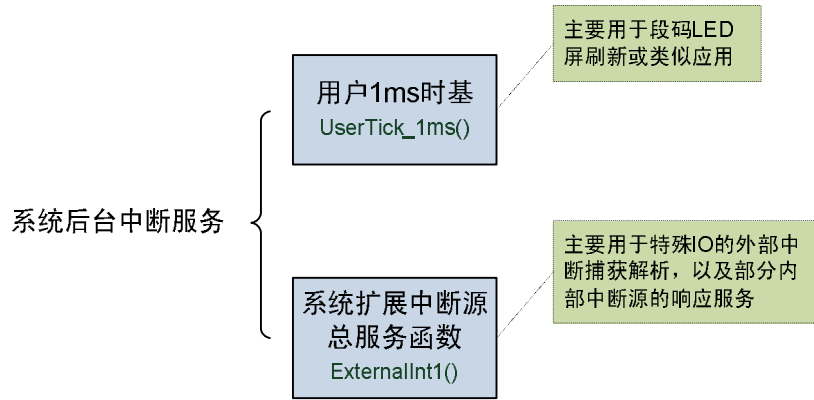 主要用于段码LED
屏刷新或类似应用
用户1ms时基
UserTick_1ms()
系统后台中断服务
主要用于特殊IO的外部中
断捕获解析，以及部分内
部中断源的响应服务
系统扩展中断源
总服务函数
ExternalInt1()